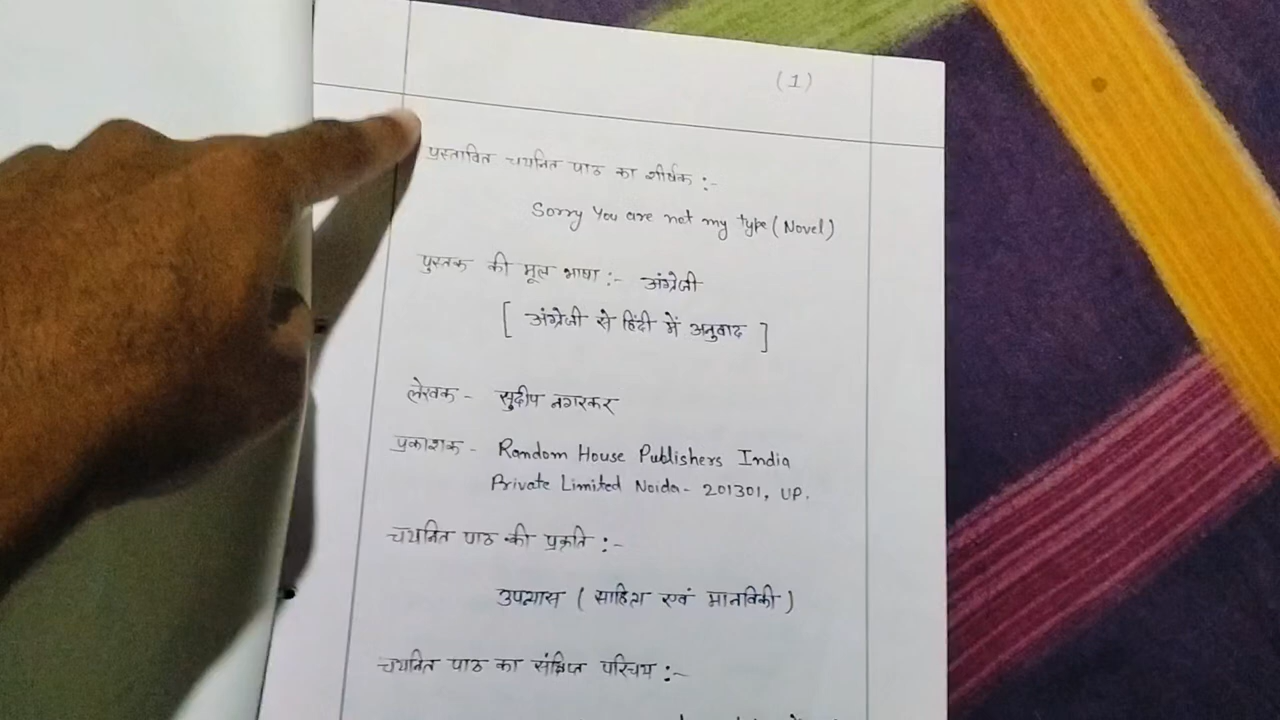 (1)
प्रस्तावित चयनित पाठ का शीर्षक :-
Sorry You are not my type (Novel)
पुस्तक की मूल भाषा :- अंग्रेजी
[ अंग्रेजी से हिंदी में अनुवाद ]
लेखक - सुदीप नगरकर
प्रकाशक - Random House Publishers India
Private Limited Noida - 201301, UP.
चयनित पाठ की प्रकृति :-
उपन्यास ( साहित्य एवं मानविकी )
चयनित पाठ का संक्षिप्त परिचय :-